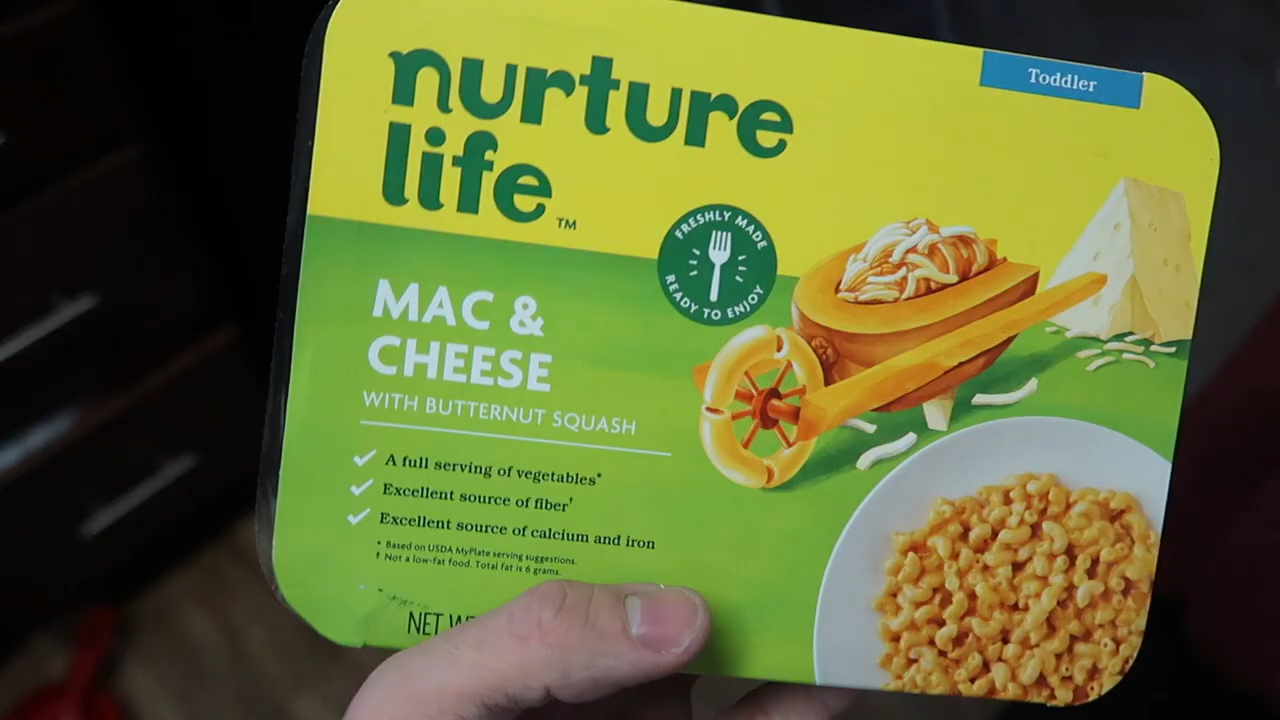 nurture
life™
Toddler
FRESHLY MADE
READY TO ENJOY
MAC &
CHEESE
WITH BUTTERNUT SQUASH
A full serving of vegetables*
Excellent source of fiber†
Excellent source of calcium and iron
* Based on USDA MyPlate serving suggestions.
† Not a low-fat food. Total fat is 6 grams.
NET